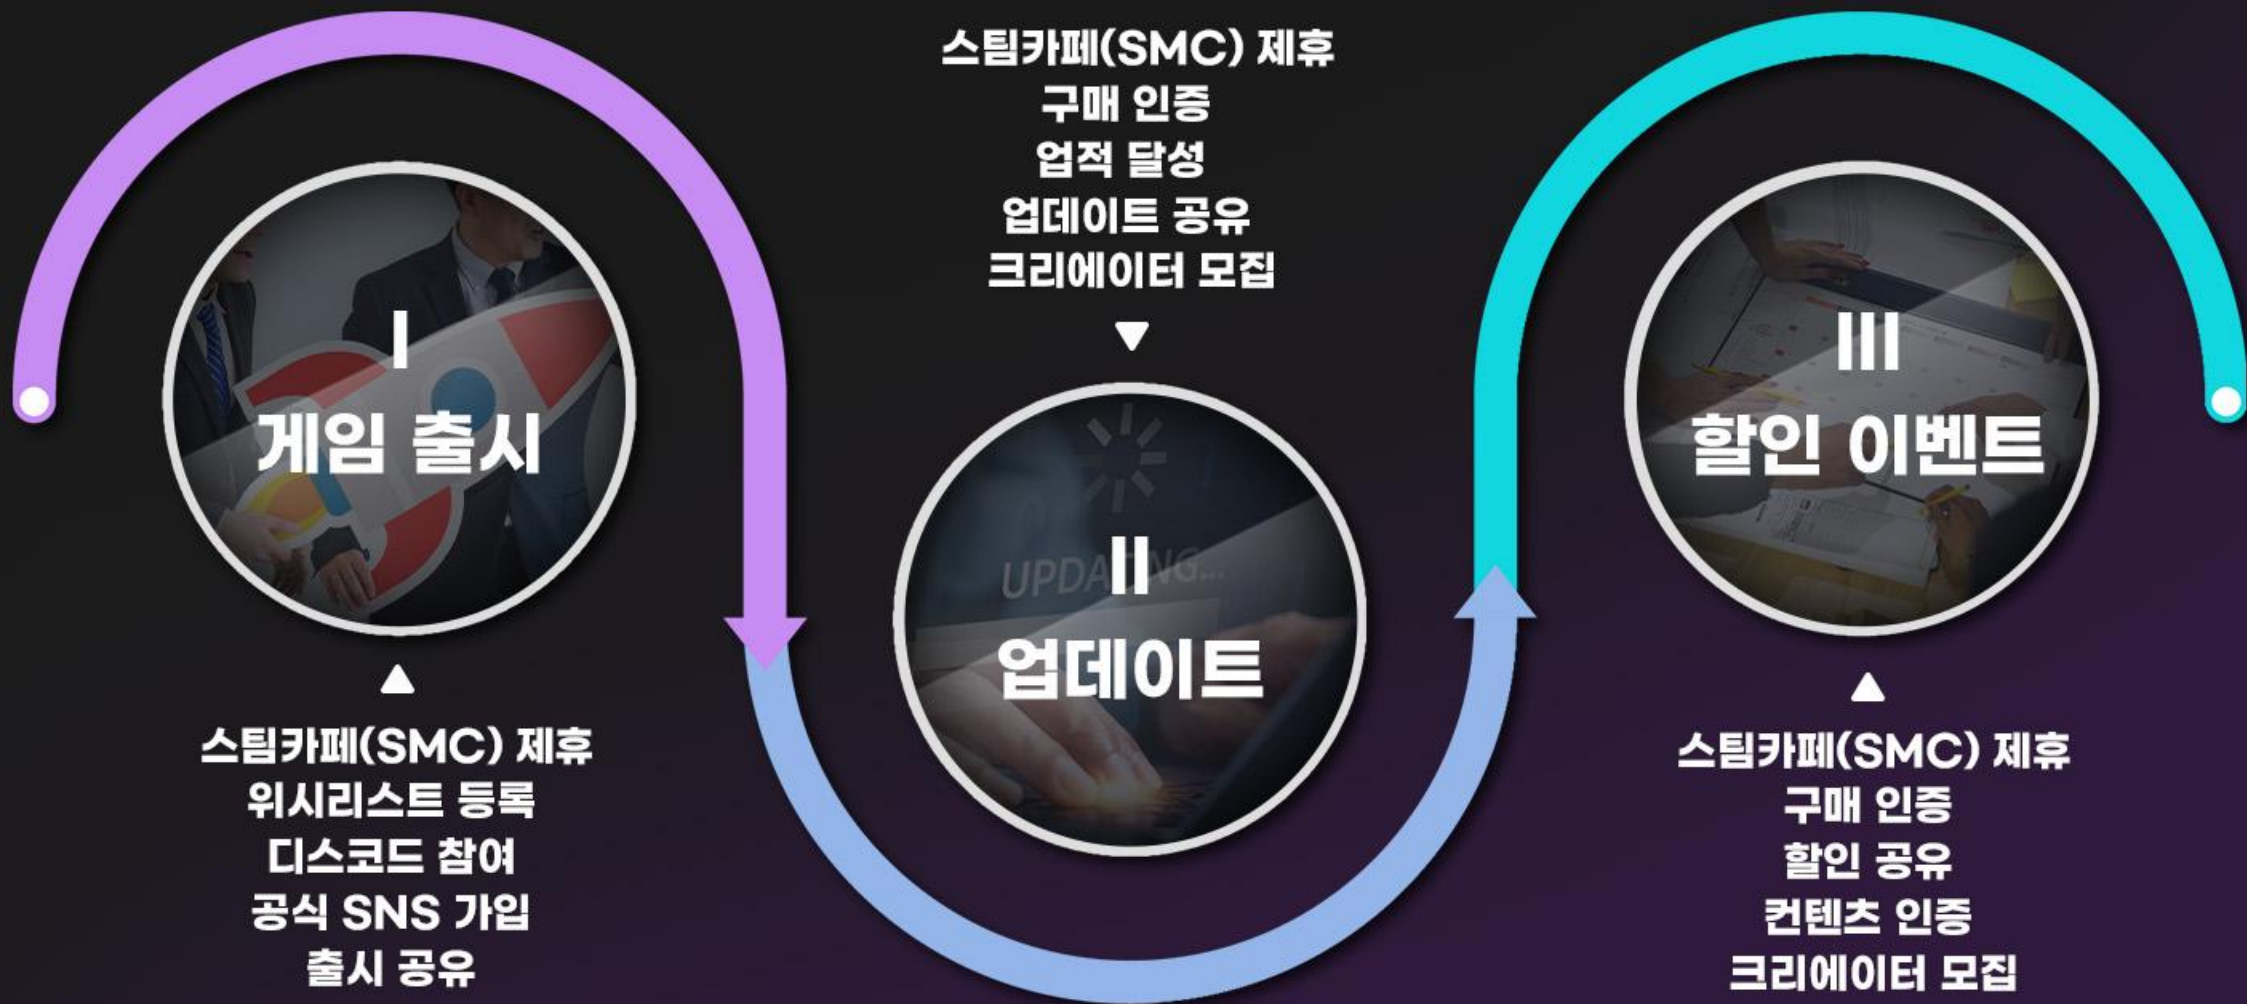 I
게임 출시
스팀카페(SMC) 제휴
위시리스트 등록
디스코드 참여
공식 SNS 가입
출시 공유
스팀카페(SMC) 제휴
구매 인증
업적 달성
업데이트 공유
크리에이터 모집
UPDATING...
II
업데이트
III
할인 이벤트
스팀카페(SMC) 제휴
구매 인증
할인 공유
컨텐츠 인증
크리에이터 모집